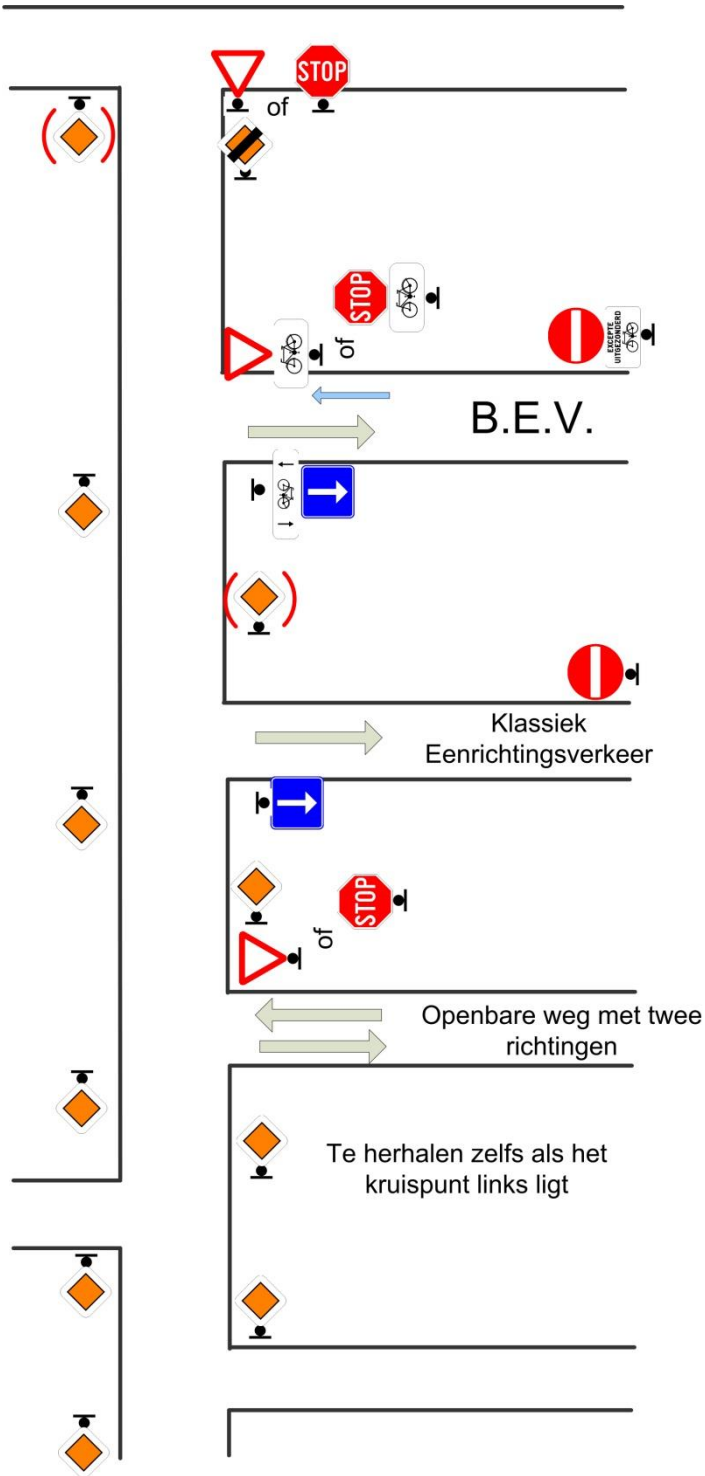 STOP
of
STOP
of
EXCEPTE
UITGEZONDERD
B.E.V.
Klassiek
Eenrichtingsverkeer
STOP
of
Openbare weg met twee
richtingen
Te herhalen zelfs als het
kruispunt links ligt